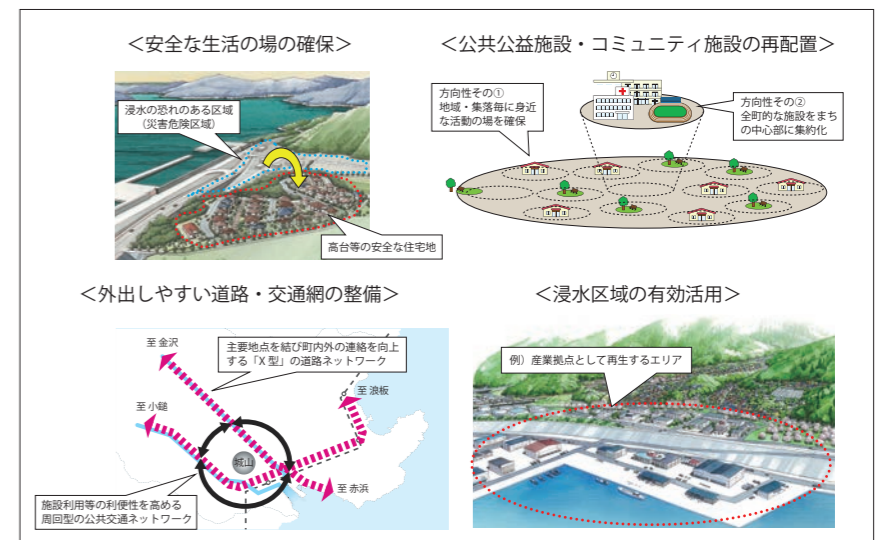 ＜安全な生活の場の確保＞
浸水の恐れのある区域
（災害危険区域）
高台等の安全な住宅地
＜公共公益施設・コミュニティ施設の再配置＞
方向性その①
地域・集落毎に身近
な活動の場を確保
方向性その②
全町的な施設をまち
の中心部に集約化
＜外出しやすい道路・交通網の整備＞
至 金沢
主要地点を結び町内外の連絡を向上
する「X 型」の道路ネットワーク
至 浪板
至 小鎚
至 赤浜
施設利用等の利便性を高める
周回型の公共交通ネットワーク
＜浸水区域の有効活用＞
例）産業拠点として再生するエリア